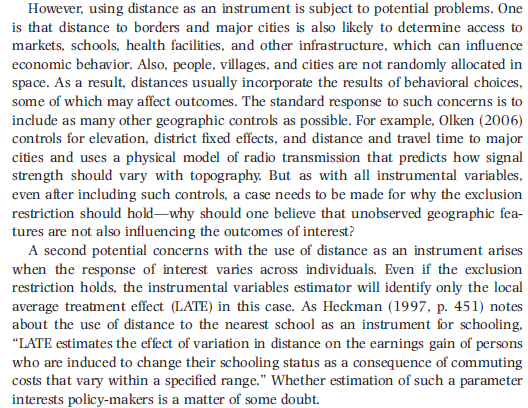 However, using distance as an instrument is subject to potential problems. One
is that distance to borders and major cities is also likely to determine access to
markets, schools, health facilities, and other infrastructure, which can influence
economic behavior. Also, people, villages, and cities are not randomly allocated in
space. As a result, distances usually incorporate the results of behavioral choices,
some of which may affect outcomes. The standard response to such concerns is to
include as many other geographic controls as possible. For example, Olken (2006)
controls for elevation, district fixed effects, and distance and travel time to major
cities and uses a physical model of radio transmission that predicts how signal
strength should vary with topography. But as with all instrumental variables,
even after including such controls, a case needs to be made for why the exclusion
restriction should hold—why should one believe that unobserved geographic fea-
tures are not also influencing the outcomes of interest?
A second potential concerns with the use of distance as an instrument arises
when the response of interest varies across individuals. Even if the exclusion
restriction holds, the instrumental variables estimator will identify only the local
average treatment effect (LATE) in this case. As Heckman (1997, p. 451) notes
about the use of distance to the nearest school as an instrument for schooling,
“LATE estimates the effect of variation in distance on the earnings gain of persons
who are induced to change their schooling status as a consequence of commuting
costs that vary within a specified range.” Whether estimation of such a parameter
interests policy-makers is a matter of some doubt.